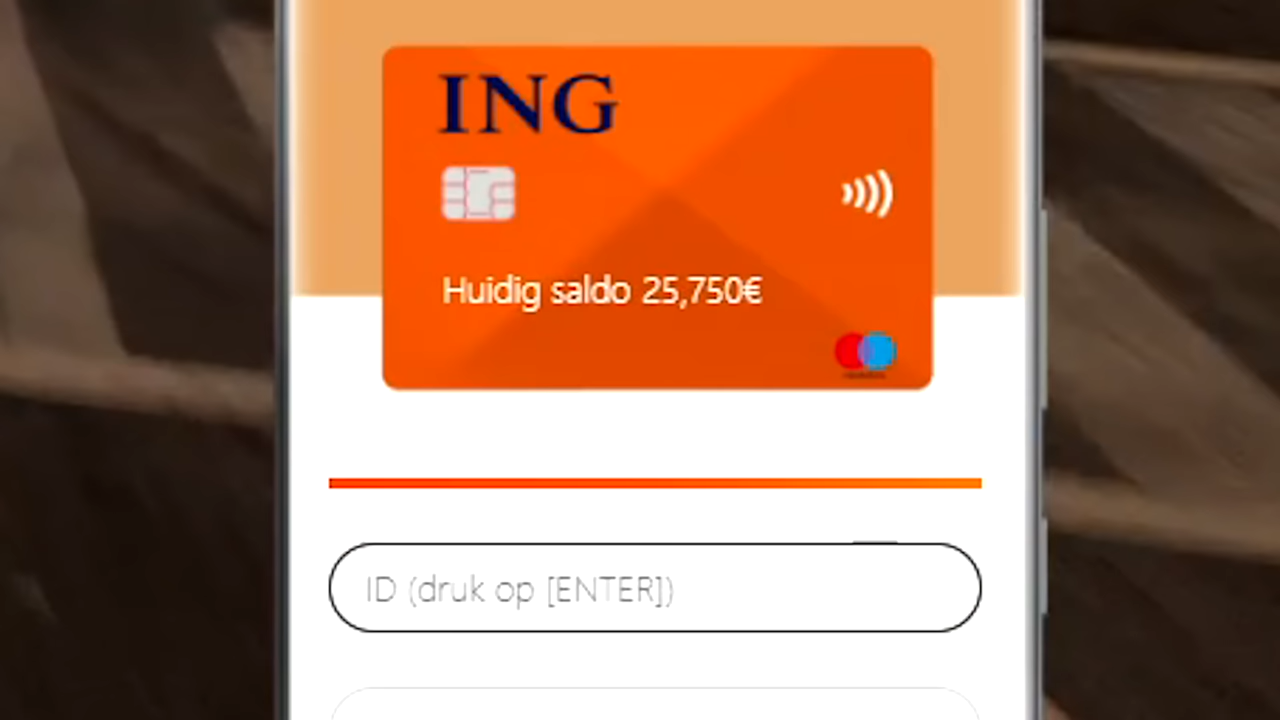 ING
Huidig saldo 25,750€
ID (druk op [ENTER])